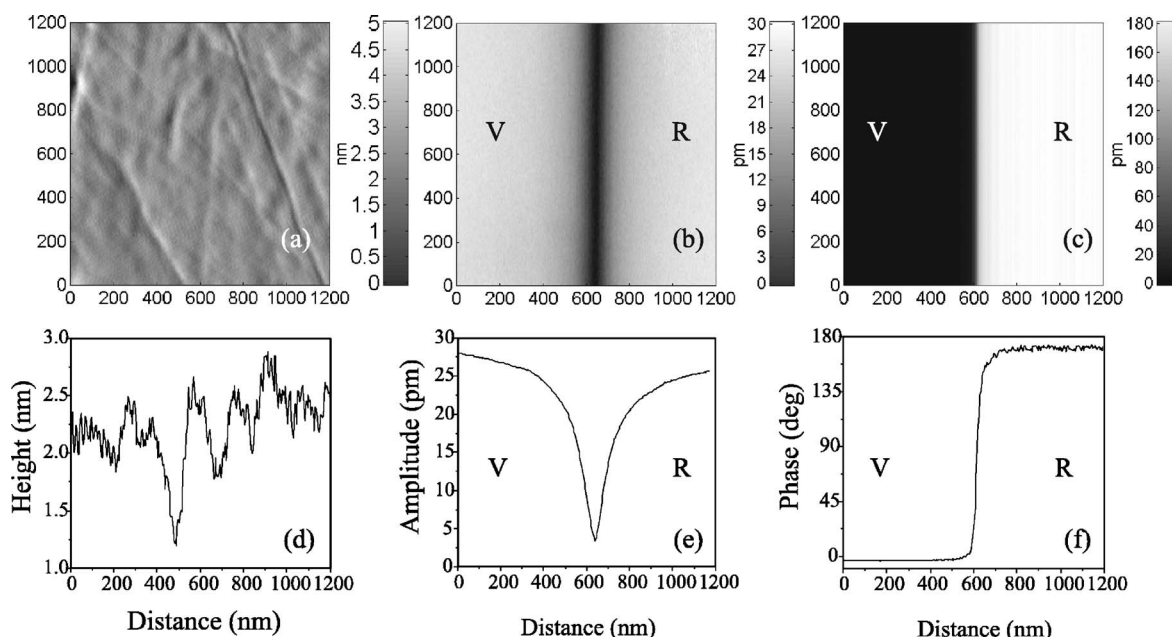 1200
1000
800
600
400
200
0
0 200 400 600 800 1000 1200
(a)
5
4.5
4
3.5
3
2.5
2
1.5
1
0.5
0
nm
1200
1000
800
600
400
200
0
0 200 400 600 800 1000 1200
V R
(b)
30
27
24
21
18
15
12
9
6
3
0
pm
1200
1000
800
600
400
200
0
0 200 400 600 800 1000 1200
V R
(c)
180
160
140
120
100
80
60
40
20
0
pm
3.0
2.5
2.0
1.5
1.0
Height (nm)
(d)
0 200 400 600 800 1000 1200
Distance (nm)
30
25
20
15
10
5
0
Amplitude (pm)
V R
(e)
0 200 400 600 800 1000 1200
Distance (nm)
180
135
90
45
0
Phase (deg)
V R
(f)
0 200 400 600 800 1000 1200
Distance (nm)